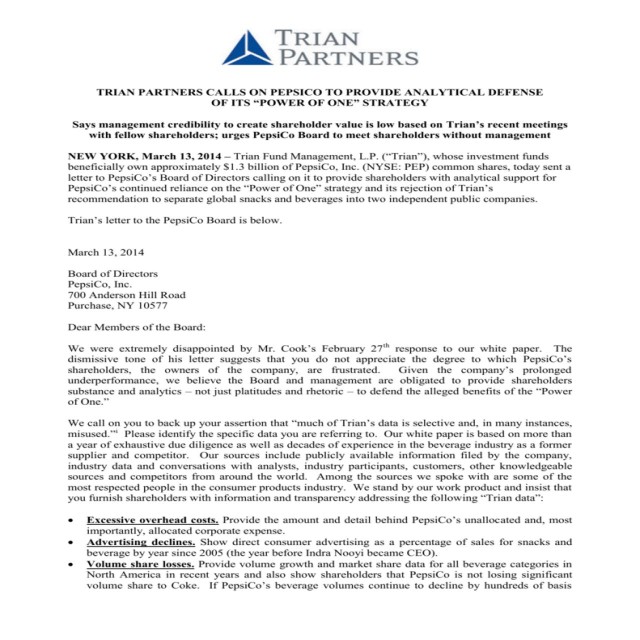 TRIAN
PARTNERS
TRIAN PARTNERS CALLS ON PEPSICO TO PROVIDE ANALYTICAL DEFENSE
OF ITS “POWER OF ONE” STRATEGY
Says management credibility to create shareholder value is low based on Trian’s recent meetings
with fellow shareholders; urges PepsiCo Board to meet shareholders without management
NEW YORK, March 13, 2014 – Trian Fund Management, L.P. (“Trian”), whose investment funds
beneficially own approximately $1.3 billion of PepsiCo, Inc. (NYSE: PEP) common shares, today sent a
letter to PepsiCo’s Board of Directors calling on it to provide shareholders with analytical support for
PepsiCo’s continued reliance on the “Power of One” strategy and its rejection of Trian’s
recommendation to separate global snacks and beverages into two independent public companies.
Trian’s letter to the PepsiCo Board is below.
March 13, 2014
Board of Directors
PepsiCo, Inc.
700 Anderson Hill Road
Purchase, NY 10577
Dear Members of the Board:
We were extremely disappointed by Mr. Cook’s February 27th response to our white paper. The
dismissive tone of his letter suggests that you do not appreciate the degree to which PepsiCo’s
shareholders, the owners of the company, are frustrated. Given the company’s prolonged
underperformance, we believe the Board and management are obligated to provide shareholders
substance and analytics – not just platitudes and rhetoric – to defend the alleged benefits of the “Power
of One.”
We call on you to back up your assertion that “much of Trian’s data is selective and, in many instances,
misused.” Please identify the specific data you are referring to. Our white paper is based on more than
a year of exhaustive due diligence as well as decades of experience in the beverage industry as a former
supplier and competitor. Our sources include publicly available information filed by the company,
industry data and conversations with analysts, industry participants, customers, other knowledgeable
sources and competitors from around the world. Among the sources we spoke with are some of the
most respected people in the consumer products industry. We stand by our work product and insist that
you furnish shareholders with information and transparency addressing the following “Trian data”:
• Excessive overhead costs. Provide the amount and detail behind PepsiCo’s unallocated and, most
importantly, allocated corporate expense.
• Advertising declines. Show direct consumer advertising as a percentage of sales for snacks and
beverage by year since 2005 (the year before Indra Nooyi became CEO).
• Volume share losses. Provide volume growth and market share data for all beverage categories in
North America in recent years and also show shareholders that PepsiCo is not losing significant
volume share to Coke. If PepsiCo’s beverage volumes continue to decline by hundreds of basis